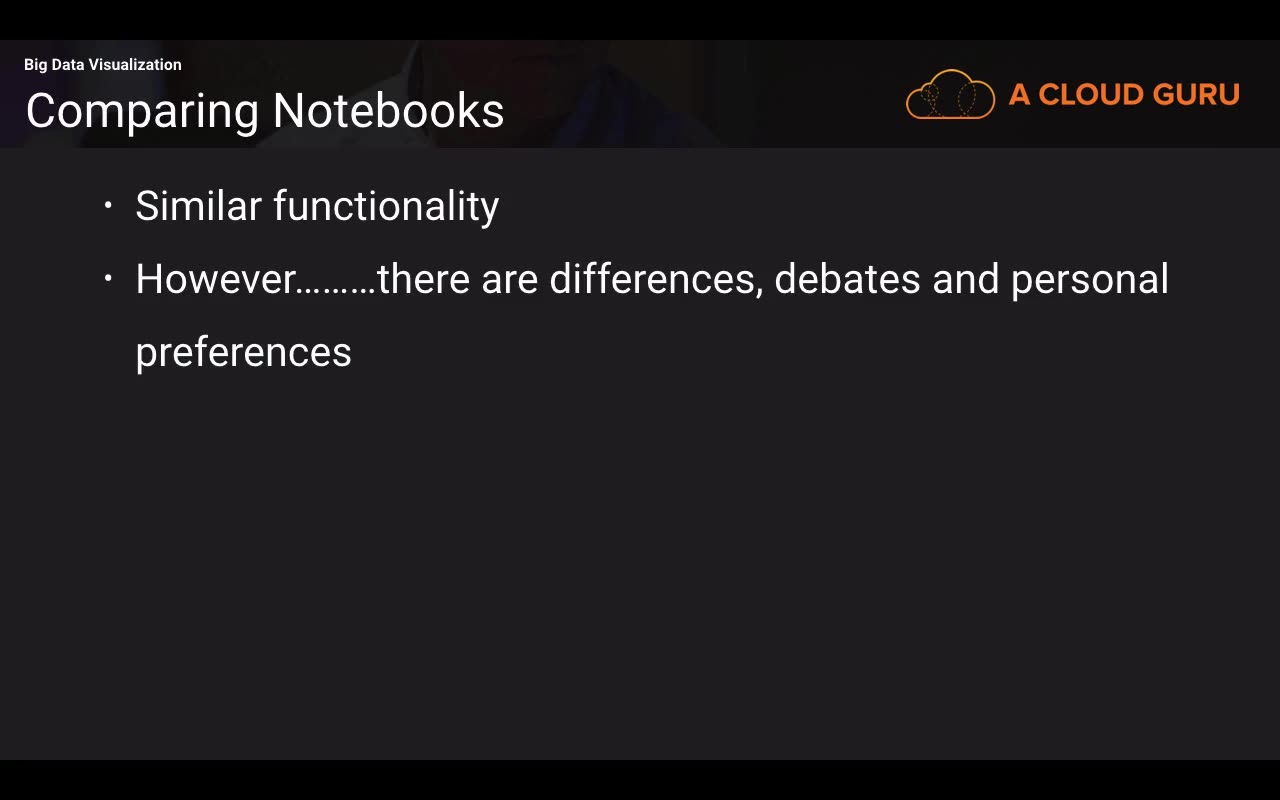 Big Data Visualization
Comparing Notebooks
A CLOUD GURU
• Similar functionality
• However………there are differences, debates and personal
preferences